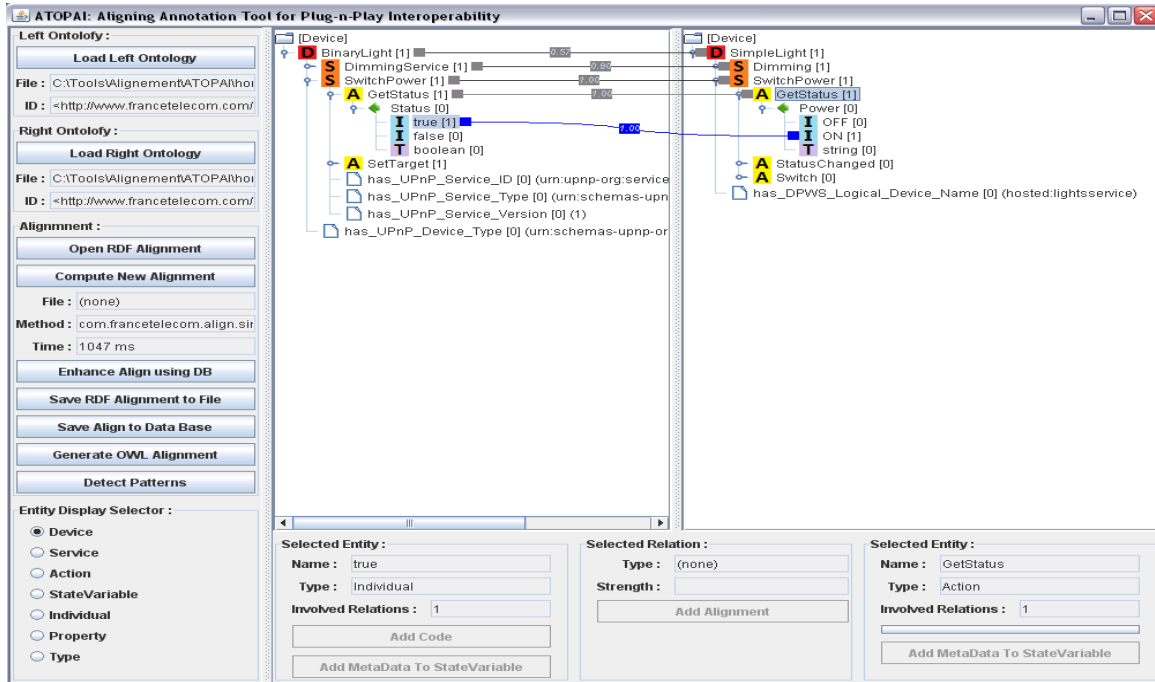 ATOPAI: Aligning Annotation Tool for Plug-n-Play Interoperability
Left Ontolofy :
Load Left Ontology
File : C:\Tools\Alignement\ATOPAI\hoi
ID : <http://www.francetelecom.com/
Right Ontolofy :
Load Right Ontology
File : C:\Tools\Alignement\ATOPAI\hoi
ID : <http://www.francetelecom.com/
Alignmnent :
Open RDF Alignment
Compute New Alignment
File : (none)
Method : com.francetelecom.align.sir
Time : 1047 ms
Enhance Align using DB
Save RDF Alignment to File
Save Align to Data Base
Generate OWL Alignment
Detect Patterns
Entity Display Selector :
Device
Service
Action
StateVariable
Individual
Property
Type
[Device]
D BinaryLight [1]
S DimmingService [1]
S SwitchPower [1]
A GetStatus [1]
Status [0]
I true [1]
I false [0]
T boolean [0]
A SetTarget [1]
has_UPnP_Service_ID [0] (urn:upnp-org:service
has_UPnP_Service_Type [0] (urn:schemas-upn
has_UPnP_Service_Version [0] (1)
has_UPnP_Device_Type [0] (urn:schemas-upnp-or
1.00
1.00
1.00
[Device]
D SimpleLight [1]
S Dimming [1]
S SwitchPower [1]
A GetStatus [1]
Power [0]
I OFF [0]
I ON [1]
T string [0]
A StatusChanged [0]
A Switch [0]
has_DPWS_Logical_Device_Name [0] (hosted:lightsservice)
Selected Entity :
Name : true
Type : Individual
Involved Relations : 1
Add Code
Add MetaData To StateVariable
Selected Relation :
Type : (none)
Strength :
Add Alignment
Selected Entity :
Name : GetStatus
Type : Action
Involved Relations : 1
Add MetaData To StateVariable